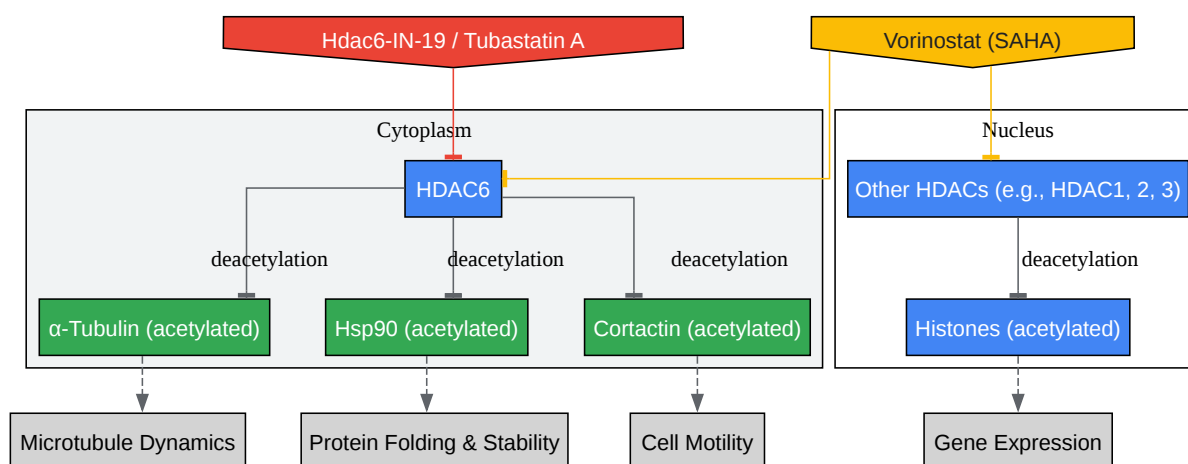 Hdac6-IN-19 / Tubastatin A
Vorinostat (SAHA)
Cytoplasm
Nucleus
HDAC6
Other HDACs (e.g., HDAC1, 2, 3)
deacetylation
deacetylation
deacetylation
deacetylation
α-Tubulin (acetylated)
Hsp90 (acetylated)
Cortactin (acetylated)
Histones (acetylated)
Microtubule Dynamics
Protein Folding & Stability
Cell Motility
Gene Expression